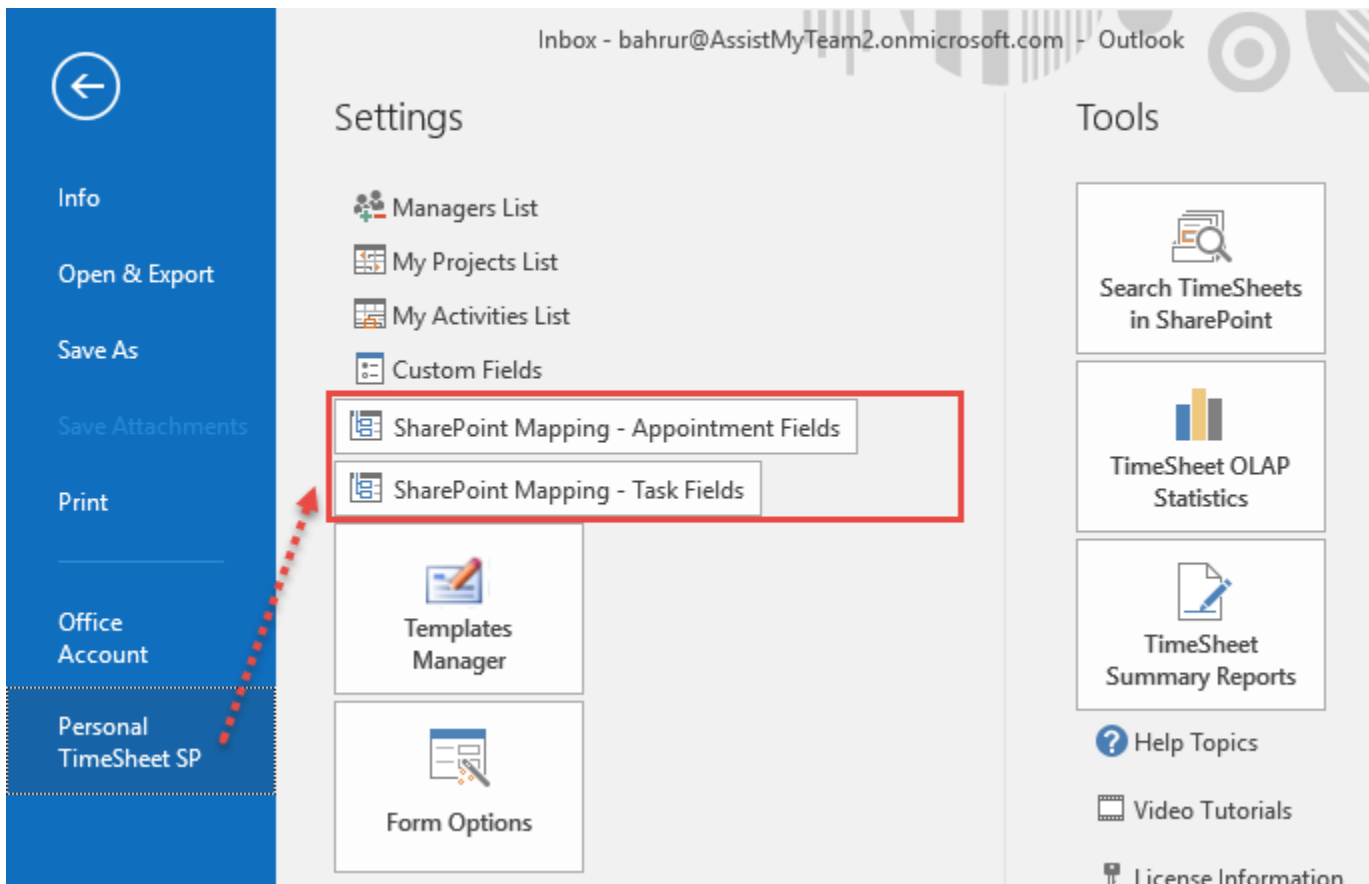 Inbox - bahrur@AssistMyTeam2.onmicrosoft.com - Outlook
Info
Open & Export
Save As
Save Attachments
Print
Office
Account
Personal
TimeSheet SP
Settings
Managers List
My Projects List
My Activities List
Custom Fields
SharePoint Mapping - Appointment Fields
SharePoint Mapping - Task Fields
Templates
Manager
Form Options
Tools
Search TimeSheets
in SharePoint
TimeSheet OLAP
Statistics
TimeSheet
Summary Reports
Help Topics
Video Tutorials
License Information